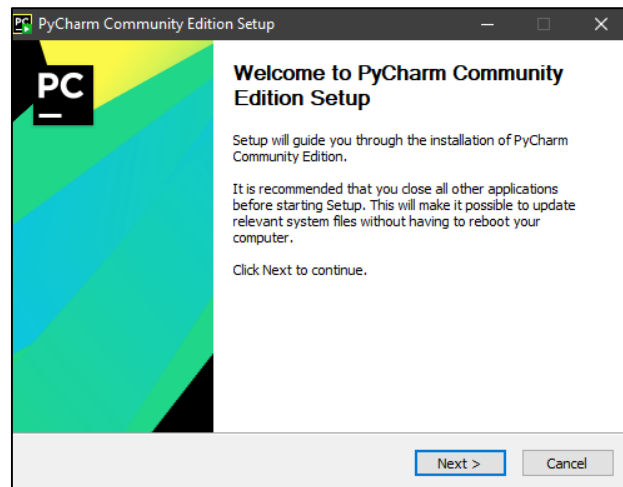 PyCharm Community Edition Setup
PC
Welcome to PyCharm Community
Edition Setup
Setup will guide you through the installation of PyCharm
Community Edition.
It is recommended that you close all other applications
before starting Setup. This will make it possible to update
relevant system files without having to reboot your
computer.
Click Next to continue.
Next >
Cancel